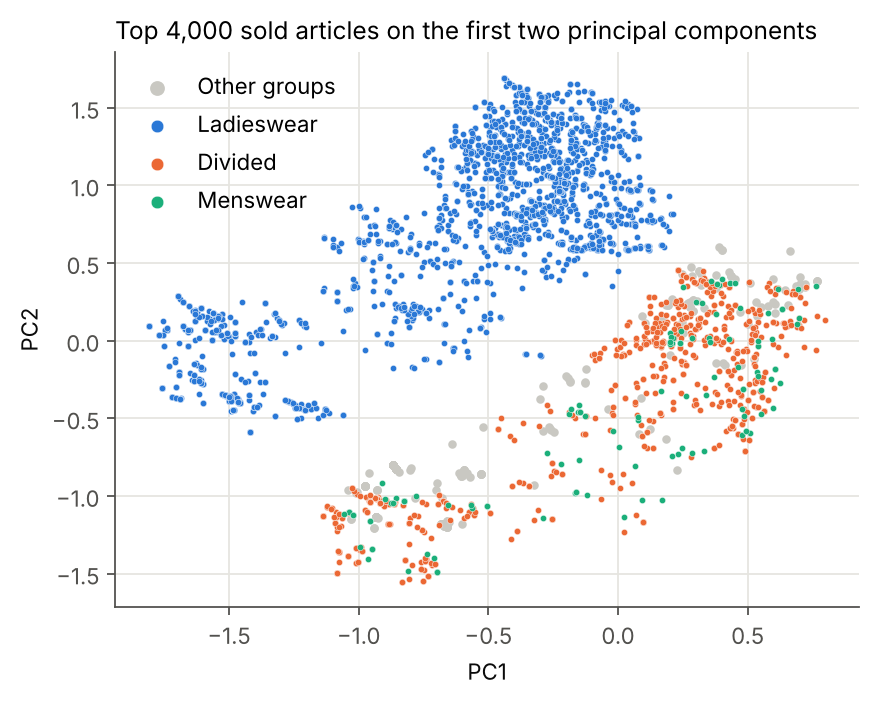 Top 4,000 sold articles on the first two principal components
Other groups
Ladieswear
Divided
Menswear
1.5
1.0
0.5
0.0
−0.5
−1.0
−1.5
PC2
−1.5
−1.0
−0.5
0.0
0.5
PC1